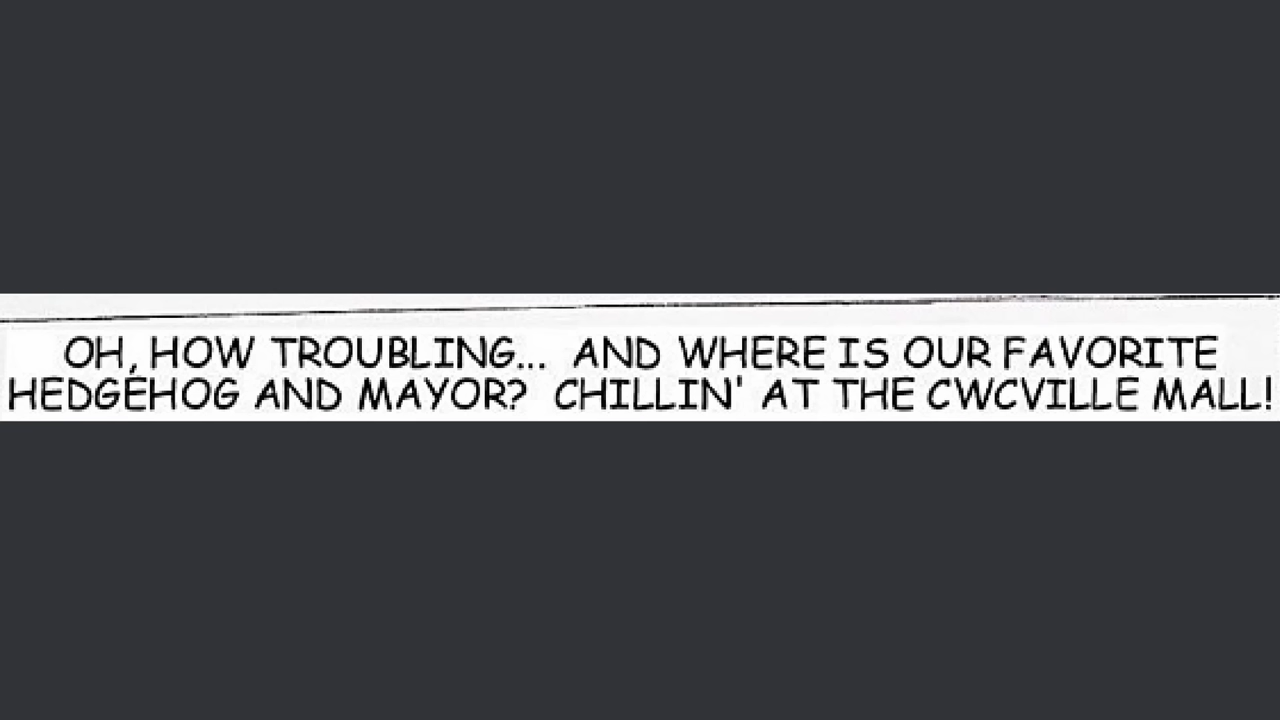 OH, HOW TROUBLING... AND WHERE IS OUR FAVORITE
HEDGEHOG AND MAYOR? CHILLIN' AT THE CWCVILLE MALL!